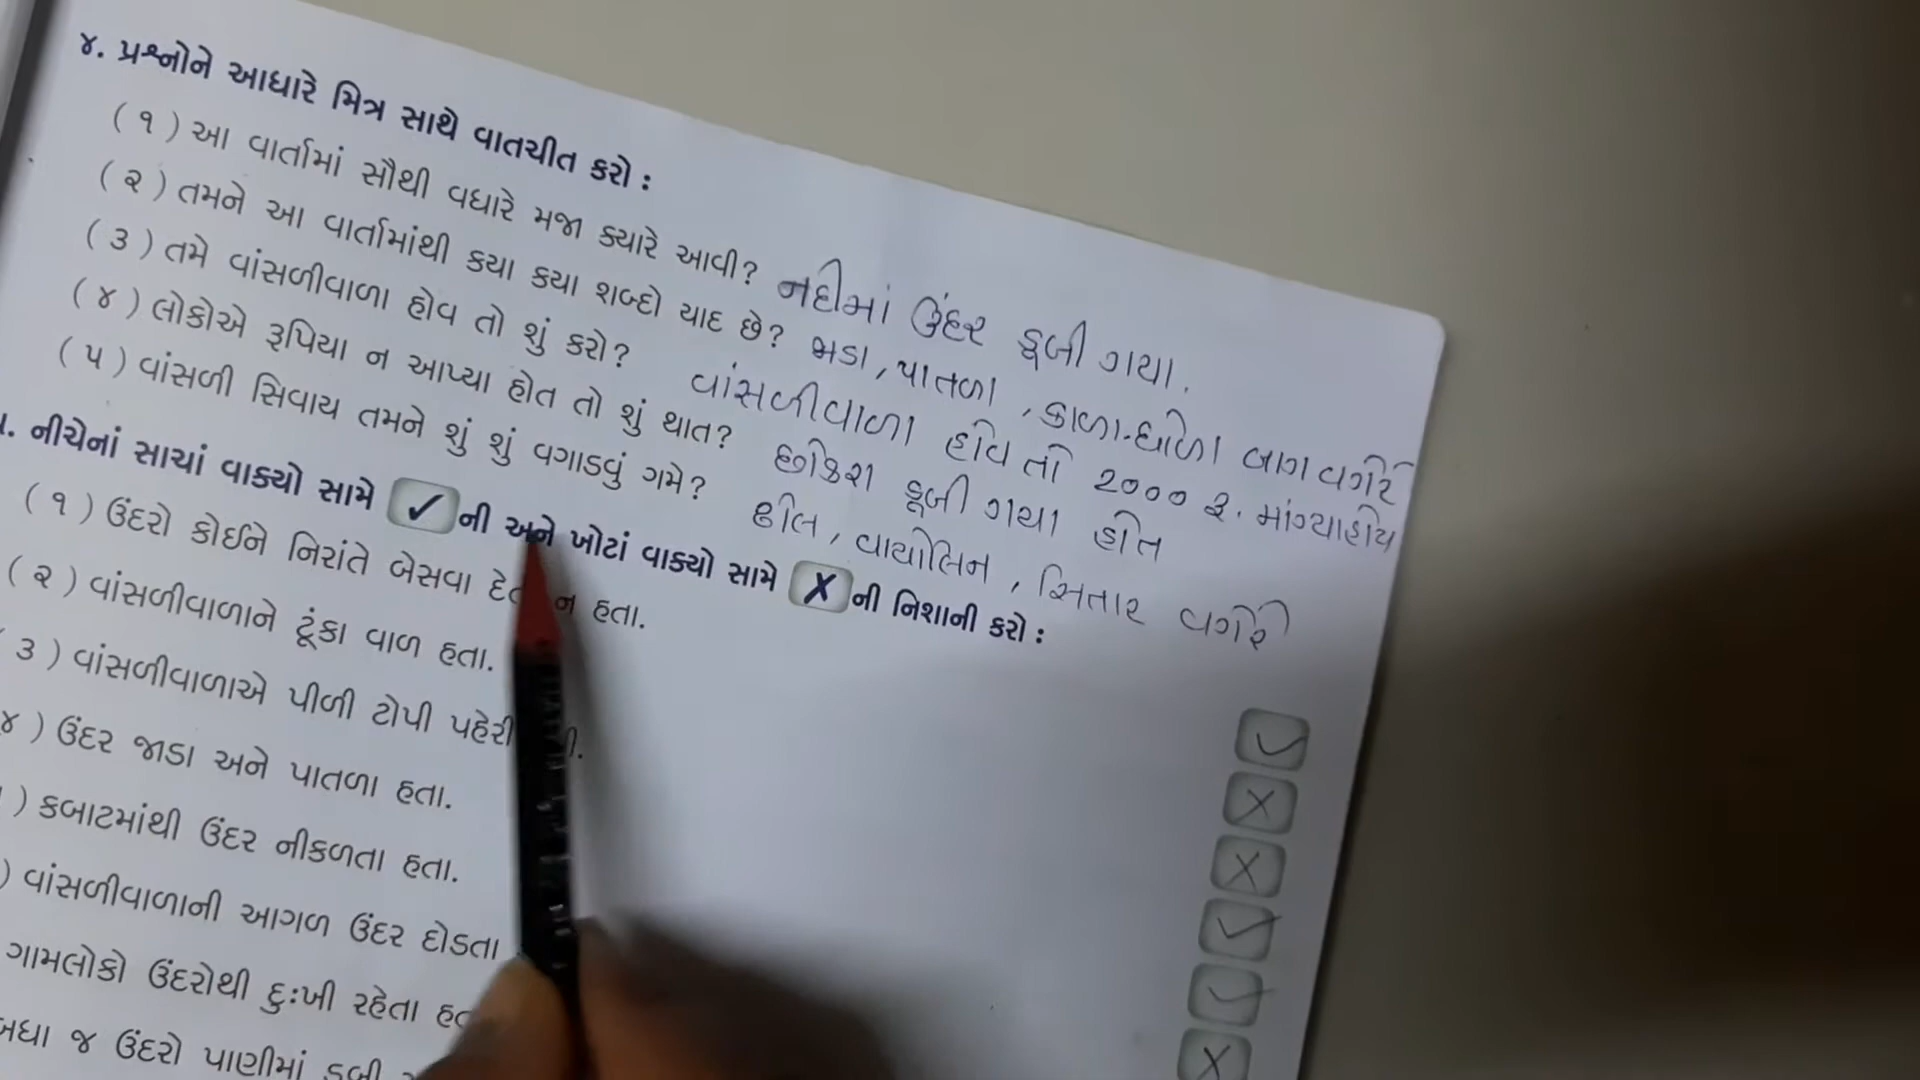 ૪. પ્રશ્નોને આધારે મિત્ર સાથે વાતચીત કરો :
( ૧ ) આ વાર્તામાં સૌથી વધારે મજા ક્યારે આવી? નદીમાં ઉંદર ડૂબી ગયા.
( ૨ ) તમને આ વાર્તામાંથી કયા કયા શબ્દો યાદ છે? જાડા, પાતળા, કાળા-ધોળા બાગ વગેરે
( ૩ ) તમે વાંસળીવાળા હોવ તો શું કરો? વાંસળીવાળા હોવ તો 2000 રૂ. માંગ્યાહોય
( ૪ ) લોકોએ રૂપિયા ન આપ્યા હોત તો શું થાત? છોકરા ડૂબી ગયા હોત
( ૫ ) વાંસળી સિવાય તમને શું શું વગાડવું ગમે? ઢોલ, વાયોલિન, સિતાર વગેરે
. નીચેનાં સાચાં વાક્યો સામે ✓ ની અને ખોટાં વાક્યો સામે ✗ ની નિશાની કરો :
( ૧ ) ઉંદરો કોઈને નિરાંતે બેસવા ન હતા. ✓
( ૨ ) વાંસળીવાળાને ટૂંકા વાળ હતા. ✗
૩ ) વાંસળીવાળાએ પીળી ટોપી પહેરી ✗
૪ ) ઉંદર જાડા અને પાતળા હતા. ✓
) કબાટમાંથી ઉંદર નીકળતા હતા. ✓
) વાંસળીવાળાની આગળ ઉંદર દોડતા ✗
ગામલોકો ઉંદરોથી દુઃખી રહેતા
બધા જ ઉંદરો પાણીમાં ડૂબી